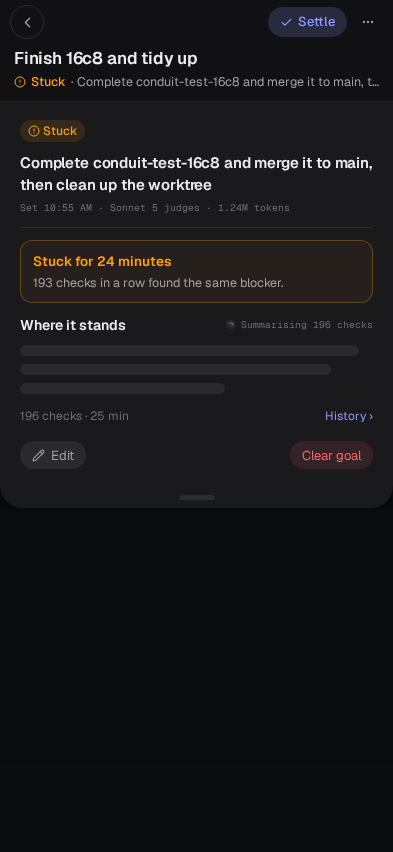 Settle
Finish 16c8 and tidy up
Stuck · Complete conduit-test-16c8 and merge it to main, t…
Stuck
Complete conduit-test-16c8 and merge it to main,
then clean up the worktree
Set 10:55 AM · Sonnet 5 judges · 1.24M tokens
Stuck for 24 minutes
193 checks in a row found the same blocker.
Where it stands
Summarising 196 checks
196 checks · 25 min
History ›
Edit
Clear goal